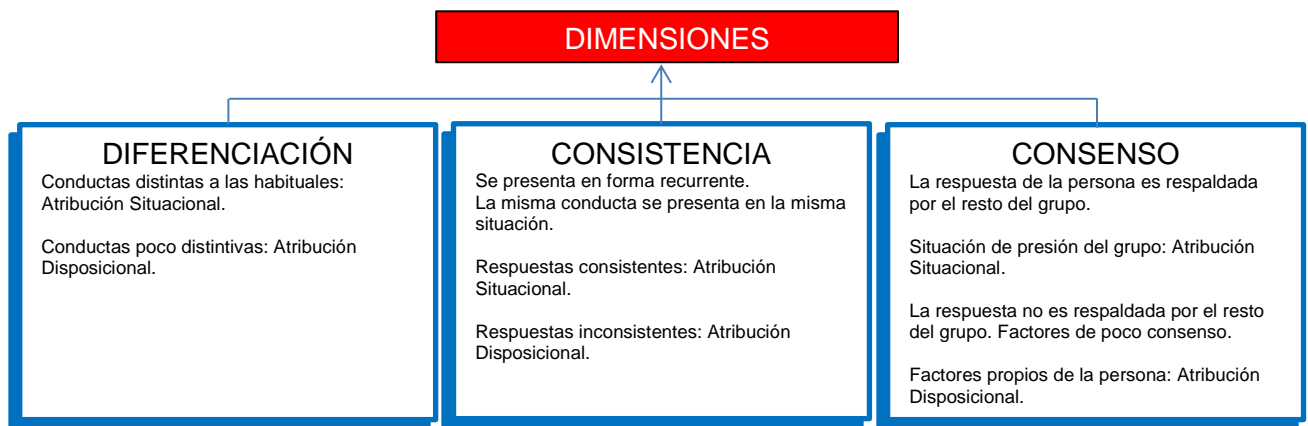 DIMENSIONES
DIFERENCIACIÓN
Conductas distintas a las habituales:
Atribución Situacional.
Conductas poco distintivas: Atribución
Disposicional.
CONSISTENCIA
Se presenta en forma recurrente.
La misma conducta se presenta en la misma
situación.
Respuestas consistentes: Atribución
Situacional.
Respuestas inconsistentes: Atribución
Disposicional.
CONSENSO
La respuesta de la persona es respaldada
por el resto del grupo.
Situación de presión del grupo: Atribución
Situacional.
La respuesta no es respaldada por el resto
del grupo. Factores de poco consenso.
Factores propios de la persona: Atribución
Disposicional.